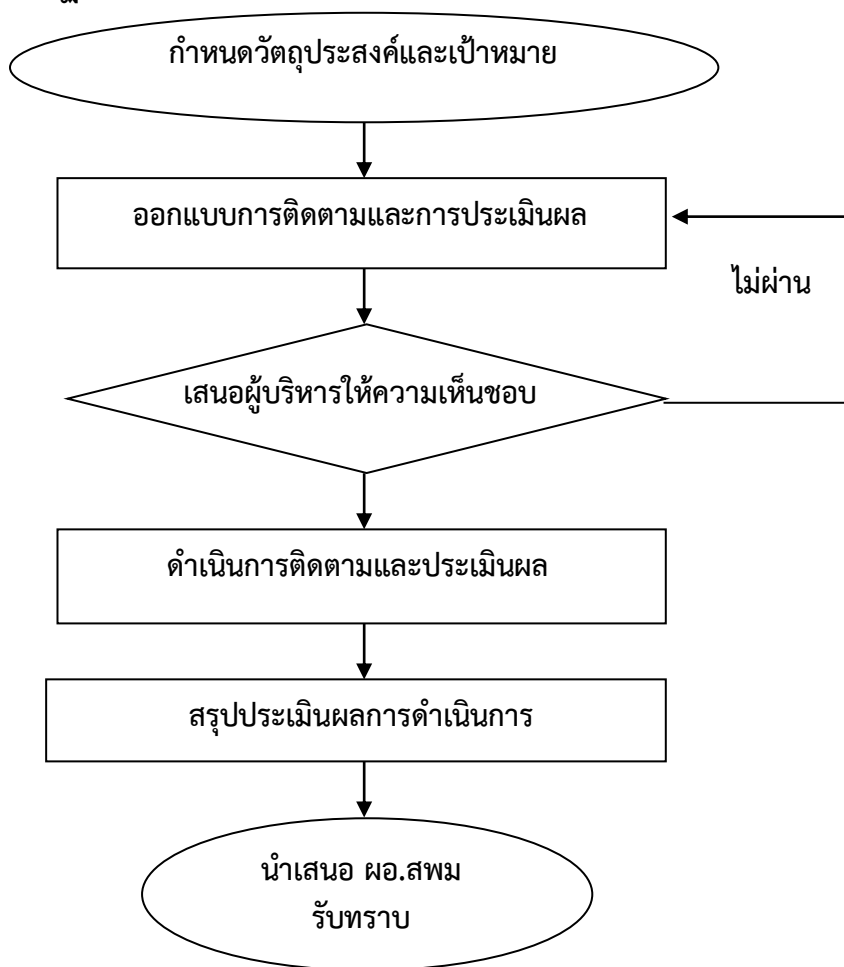 กำหนดวัตถุประสงค์และเป้าหมาย
ออกแบบการติดตามและการประเมินผล
ไม่ผ่าน
เสนอผู้บริหารให้ความเห็นชอบ
ดำเนินการติดตามและประเมินผล
สรุปประเมินผลการดำเนินการ
นำเสนอ ผอ.สพม
รับทราบ